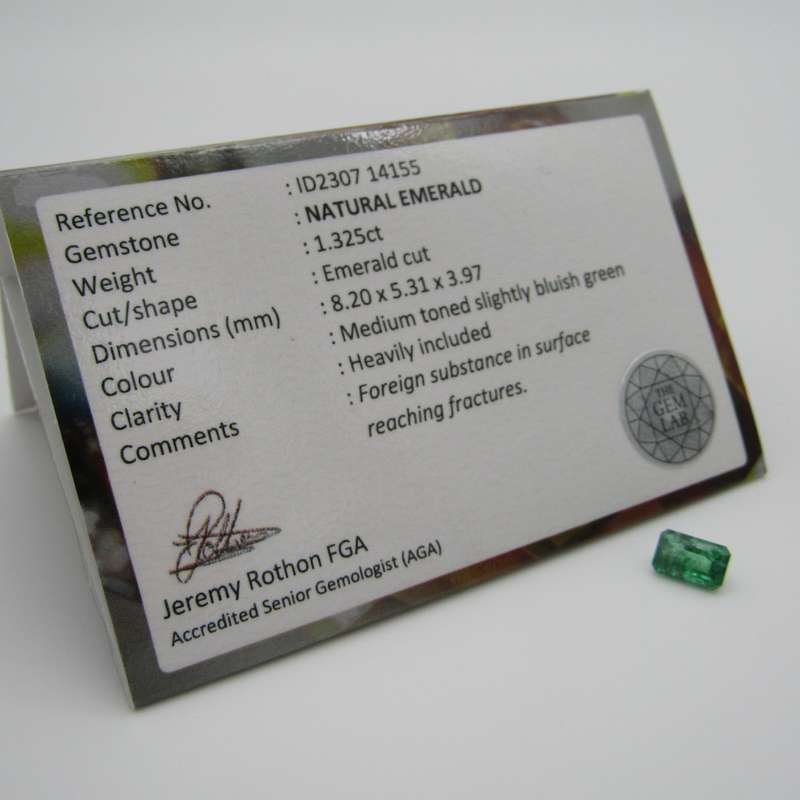 Reference No. : ID2307 14155
Gemstone : NATURAL EMERALD
Weight : 1.325ct
Cut/shape : Emerald cut
Dimensions (mm) : 8.20 x 5.31 x 3.97
Colour : Medium toned slightly bluish green
Clarity : Heavily included
Comments : Foreign substance in surface
reaching fractures.
THE
GEM
LAB
Jeremy Rothon FGA
Accredited Senior Gemologist (AGA)